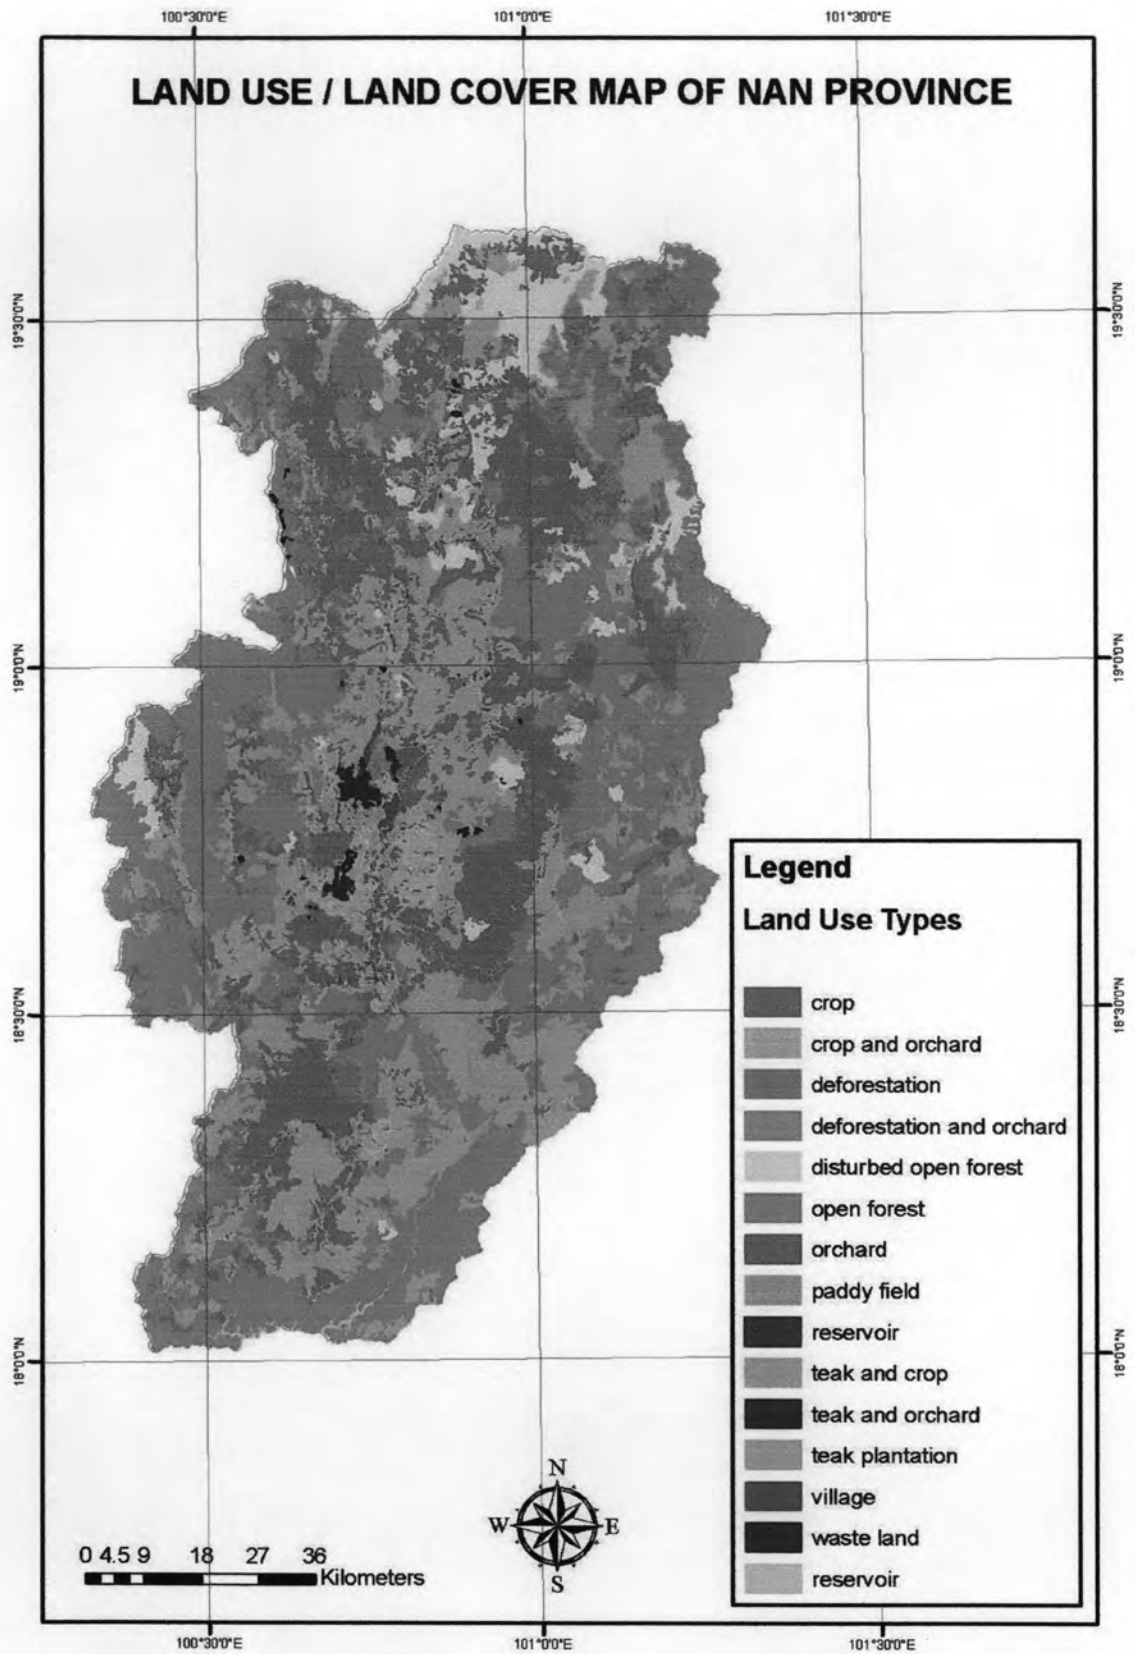 100°30'0"E 101°0'0"E 101°30'0"E
LAND USE / LAND COVER MAP OF NAN PROVINCE
19°30'0"N 19°30'0"N
19°0'0"N 19°0'0"N
Legend
Land Use Types
crop
18°30'0"N 18°30'0"N
crop and orchard
deforestation
deforestation and orchard
disturbed open forest
open forest
orchard
paddy field
reservoir
18°0'0"N 18°0'0"N
teak and crop
teak and orchard
teak plantation
village
waste land
reservoir
N
W E
S
0 4.5 9 18 27 36
Kilometers
100°30'0"E 101°0'0"E 101°30'0"E